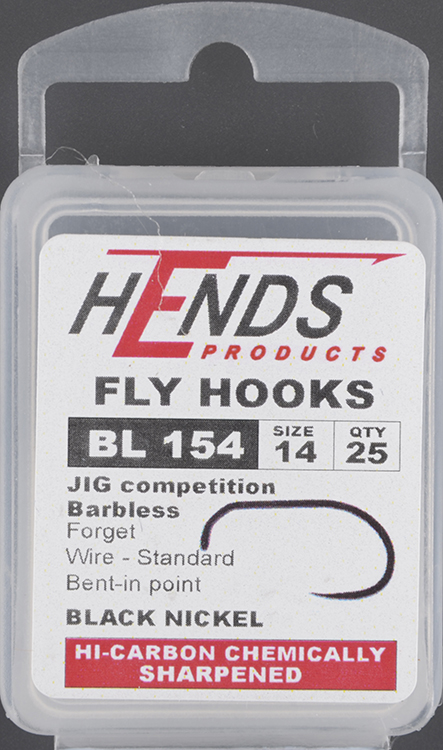 HENDS
PRODUCTS
FLY HOOKS
BL 154 SIZE 14 QTY 25
JIG competition
Barbless
Forget
Wire - Standard
Bent-in point
BLACK NICKEL
HI-CARBON CHEMICALLY
SHARPENED